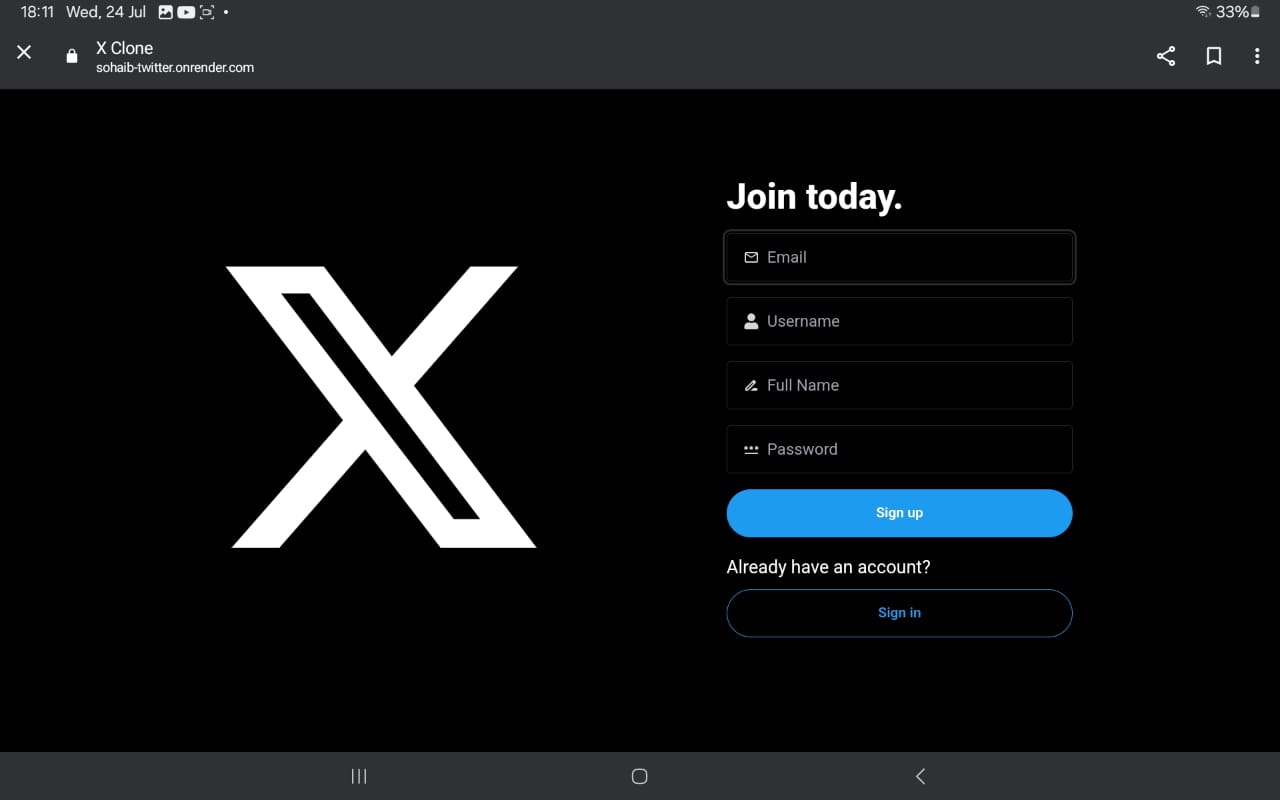 18:11 Wed, 24 Jul 33%
X Clone
sohaib-twitter.onrender.com
Join today.
Email
Username
Full Name
Password
Sign up
Already have an account?
Sign in